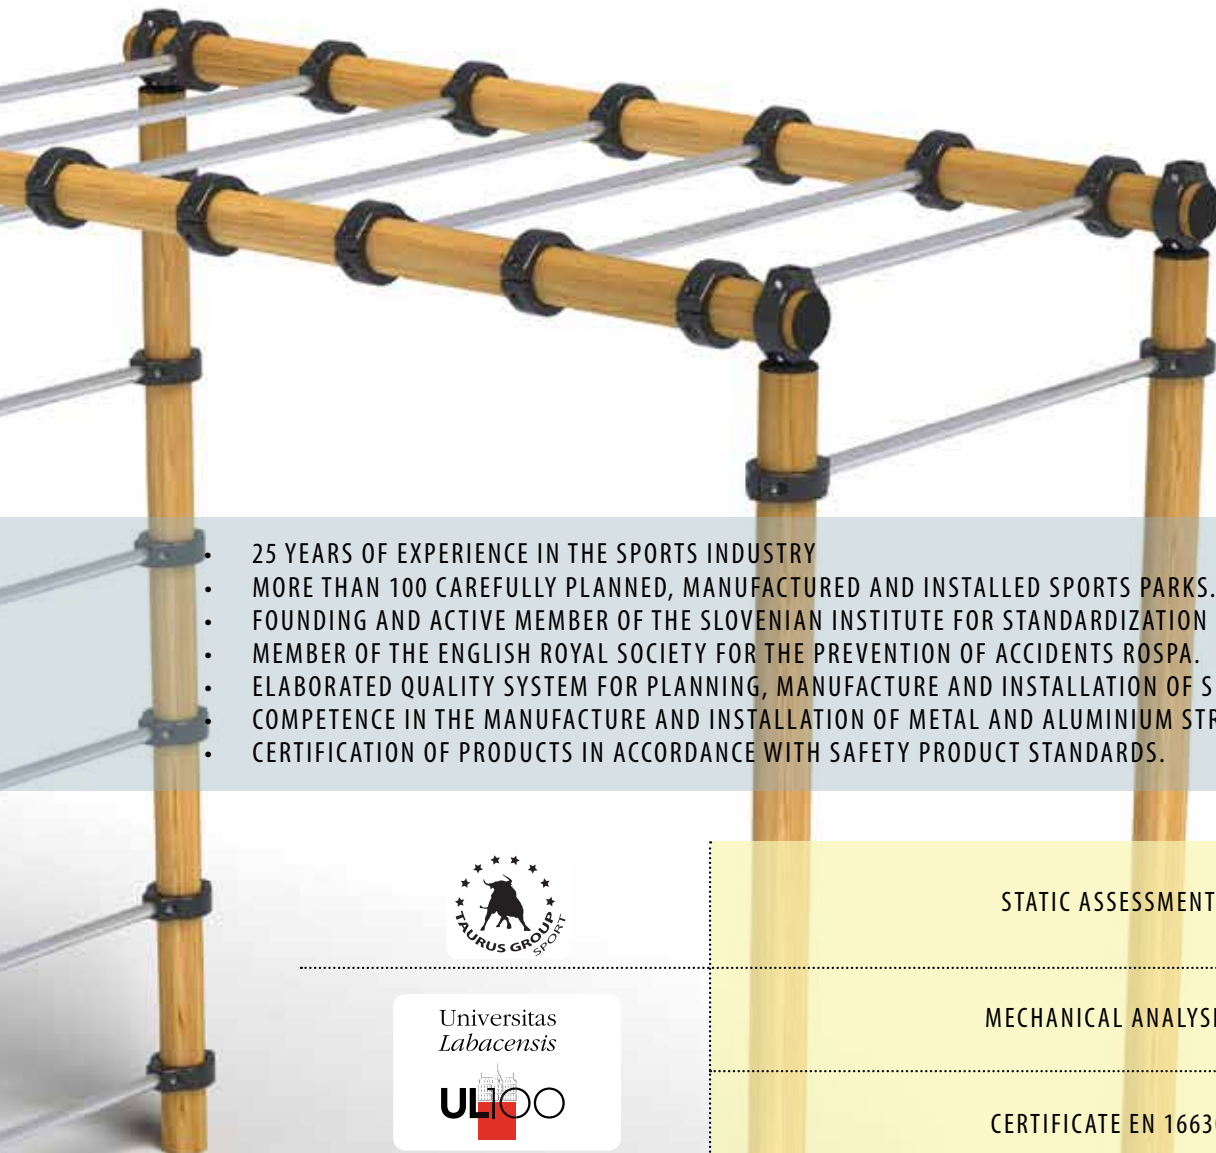 • 25 YEARS OF EXPERIENCE IN THE SPORTS INDUSTRY
• MORE THAN 100 CAREFULLY PLANNED, MANUFACTURED AND INSTALLED SPORTS PARKS.
• FOUNDING AND ACTIVE MEMBER OF THE SLOVENIAN INSTITUTE FOR STANDARDIZATION
• MEMBER OF THE ENGLISH ROYAL SOCIETY FOR THE PREVENTION OF ACCIDENTS ROSPA.
• ELABORATED QUALITY SYSTEM FOR PLANNING, MANUFACTURE AND INSTALLATION OF S
• COMPETENCE IN THE MANUFACTURE AND INSTALLATION OF METAL AND ALUMINIUM STR
• CERTIFICATION OF PRODUCTS IN ACCORDANCE WITH SAFETY PRODUCT STANDARDS.
TAURUS GROUP
SPORT
STATIC ASSESSMENT
Universitas
Labacensis
UL100
MECHANICAL ANALYS
CERTIFICATE EN 1663